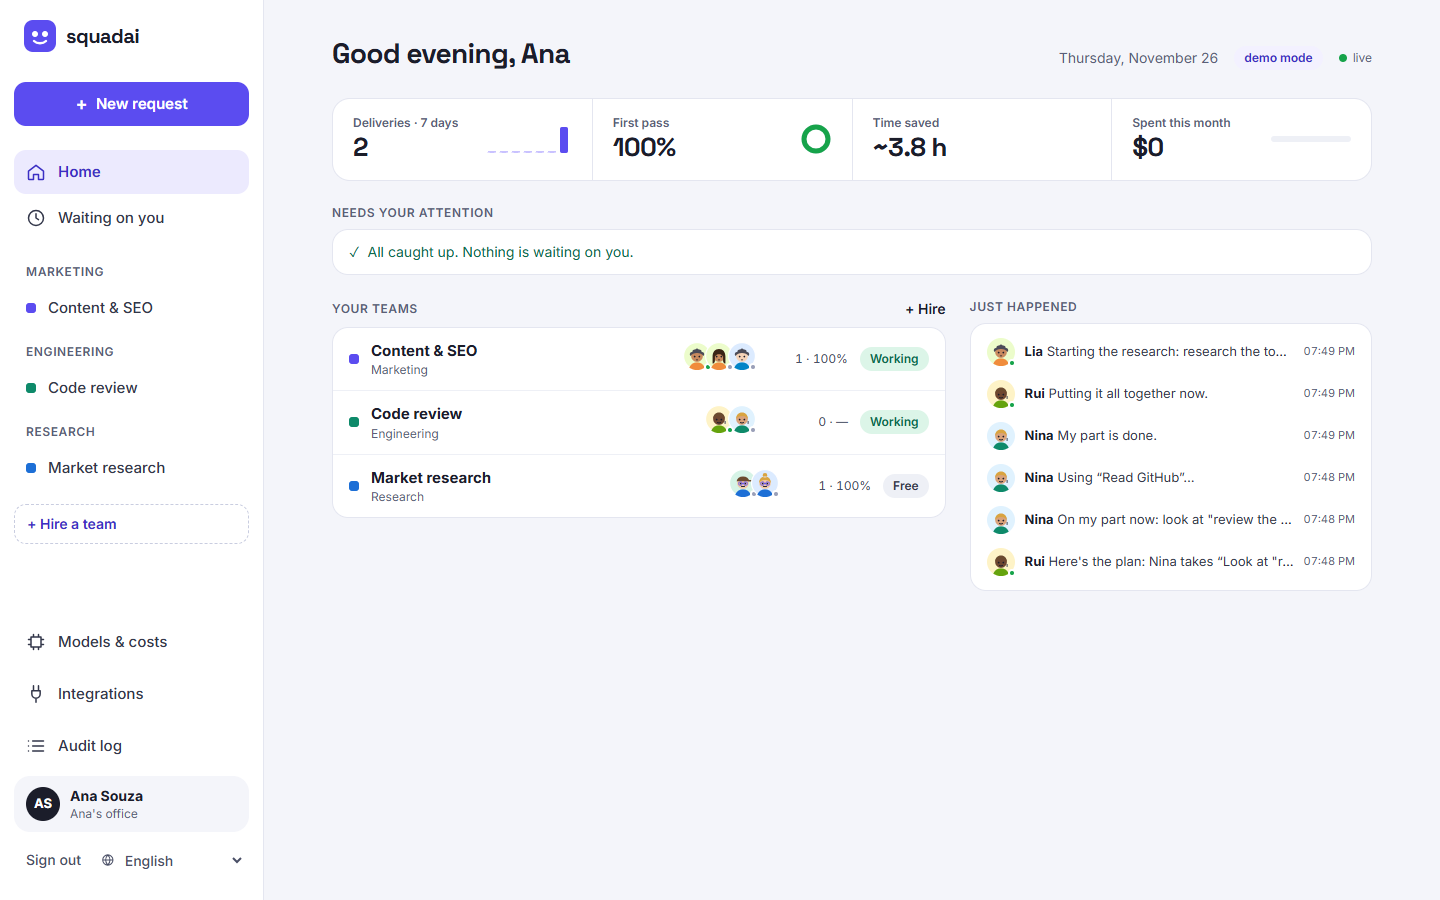 squadai
+ New request
Home
Waiting on you
MARKETING
Content & SEO
ENGINEERING
Code review
RESEARCH
Market research
+ Hire a team
Models & costs
Integrations
Audit log
AS
Ana Souza
Ana's office
Sign out
English
Good evening, Ana
Thursday, November 26
demo mode
live
Deliveries · 7 days
2
First pass
100%
Time saved
~3.8 h
Spent this month
$0
NEEDS YOUR ATTENTION
✓ All caught up. Nothing is waiting on you.
YOUR TEAMS
+ Hire
Content & SEO
Marketing
1 · 100%
Working
Code review
Engineering
0 · —
Working
Market research
Research
1 · 100%
Free
JUST HAPPENED
Lia Starting the research: research the to... 07:49 PM
Rui Putting it all together now. 07:49 PM
Nina My part is done. 07:49 PM
Nina Using “Read GitHub”... 07:48 PM
Nina On my part now: look at "review the ... 07:48 PM
Rui Here's the plan: Nina takes “Look at "r... 07:48 PM